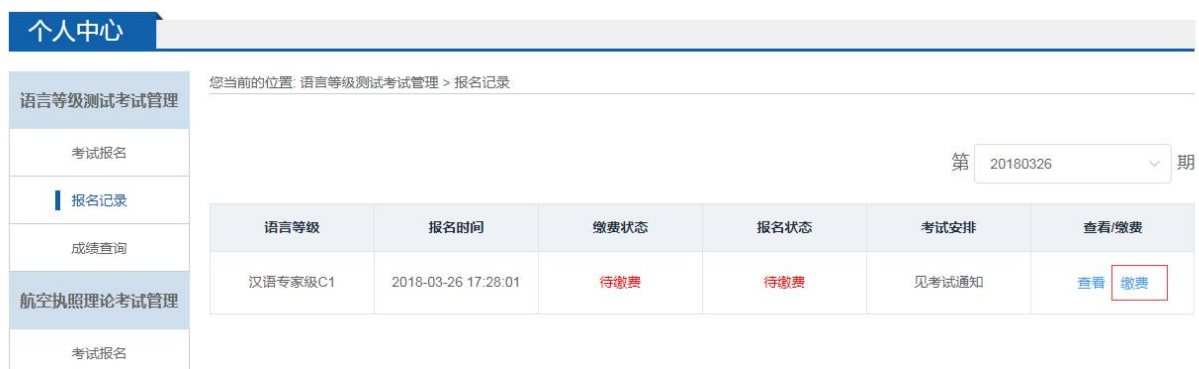 个人中心
您当前的位置: 语言等级测试考试管理 > 报名记录
语言等级测试考试管理
考试报名
报名记录
成绩查询
航空执照理论考试管理
考试报名
第 20180326 期
语言等级 报名时间 缴费状态 报名状态 考试安排 查看/缴费
汉语专家级C1 2018-03-26 17:28:01 待缴费 待缴费 见考试通知 查看 缴费